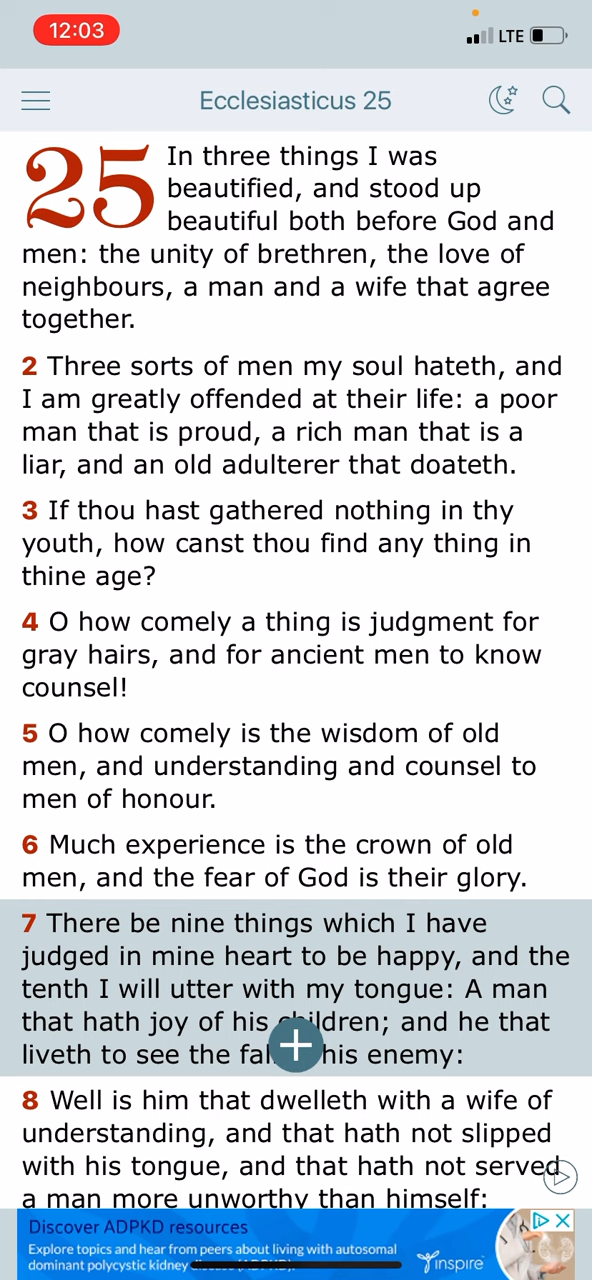 12:03
LTE
Ecclesiasticus 25
25 In three things I was
beautified, and stood up
beautiful both before God and
men: the unity of brethren, the love of
neighbours, a man and a wife that agree
together.
2 Three sorts of men my soul hateth, and
I am greatly offended at their life: a poor
man that is proud, a rich man that is a
liar, and an old adulterer that doateth.
3 If thou hast gathered nothing in thy
youth, how canst thou find any thing in
thine age?
4 O how comely a thing is judgment for
gray hairs, and for ancient men to know
counsel!
5 O how comely is the wisdom of old
men, and understanding and counsel to
men of honour.
6 Much experience is the crown of old
men, and the fear of God is their glory.
7 There be nine things which I have
judged in mine heart to be happy, and the
tenth I will utter with my tongue: A man
that hath joy of his children; and he that
liveth to see the his enemy:
8 Well is him that dwelleth with a wife of
understanding, and that hath not slipped
with his tongue, and that hath not served
a man more unworthy than himself:
Discover ADPKD resources
Explore topics and hear from peers about living with autosomal
dominant polycystic kidney
inspire